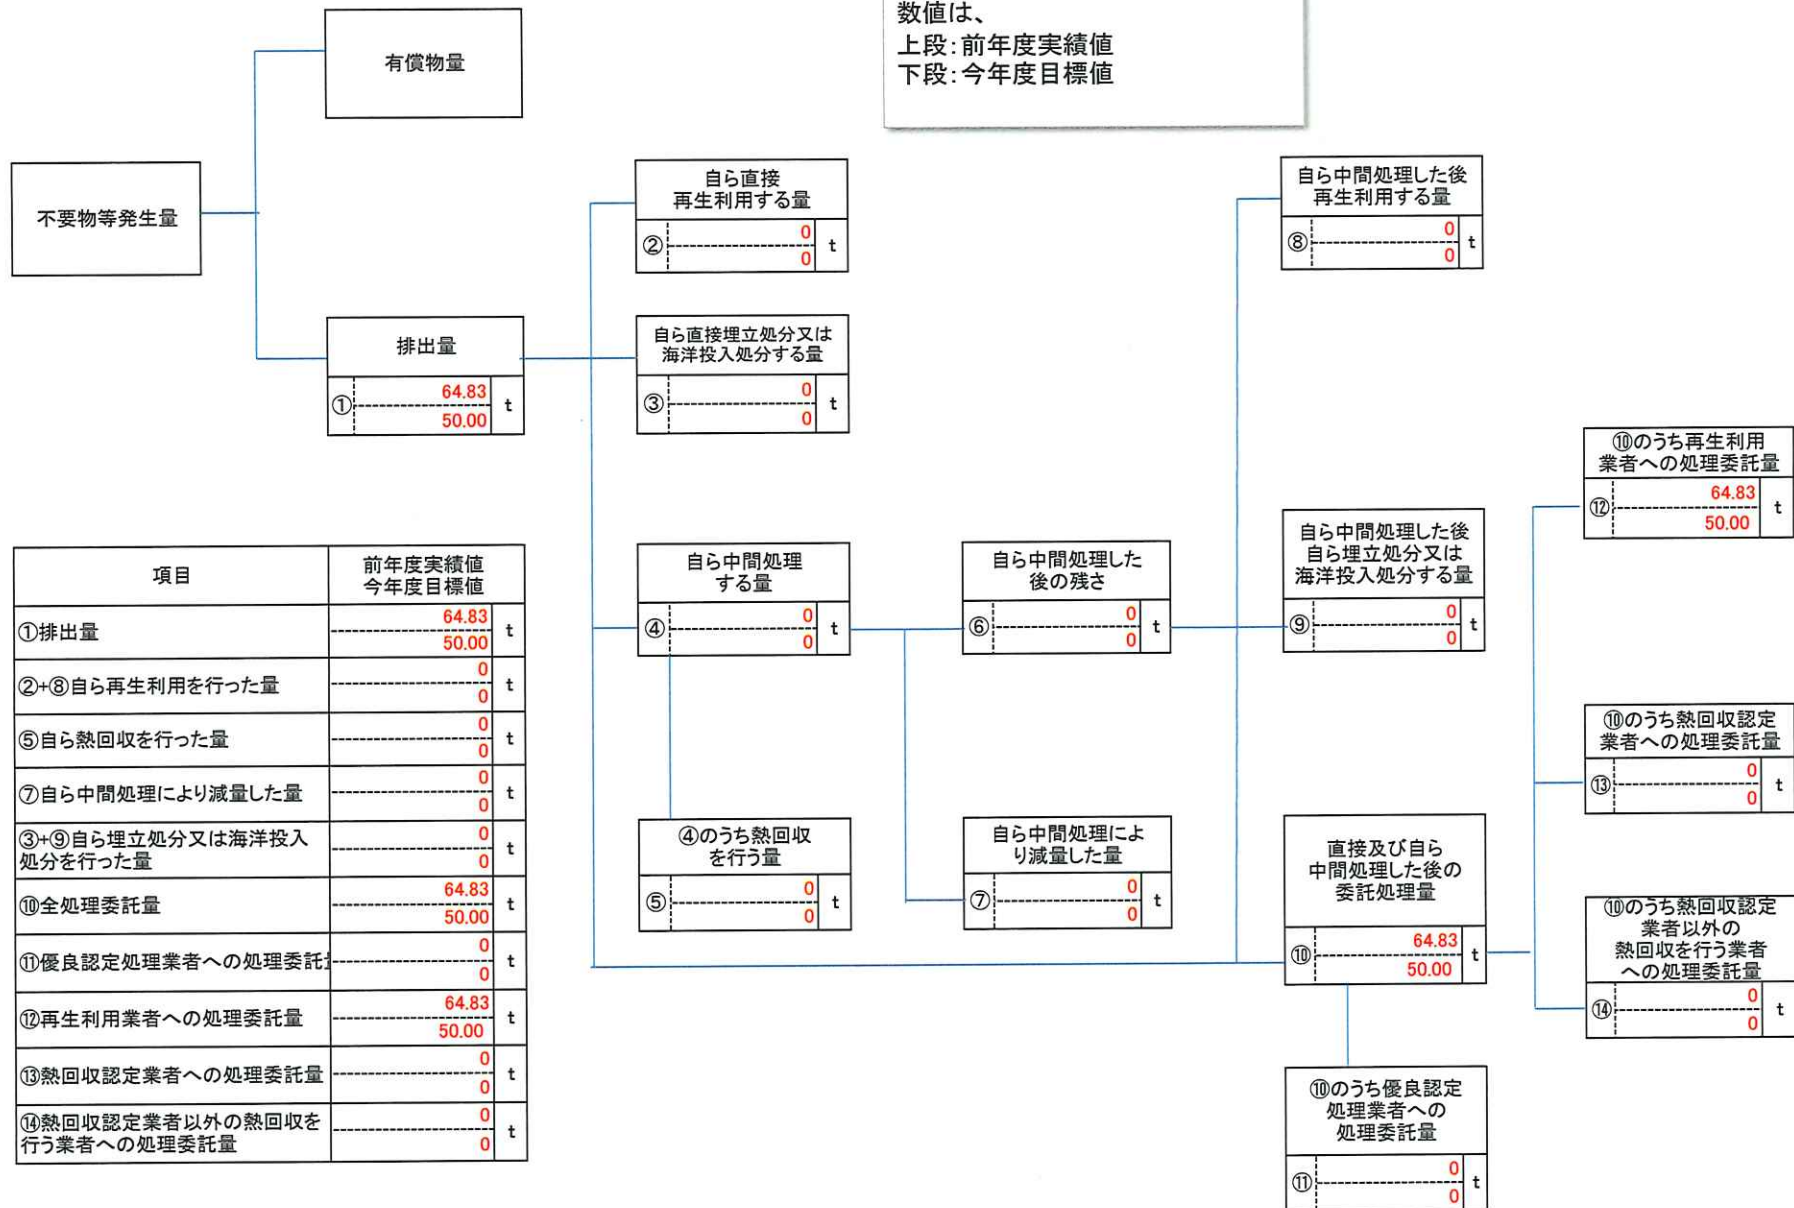 数値は、
上段:前年度実績値
下段:今年度目標値
有償物量
不要物等発生量
自ら直接
再生利用する量
②
0
0
t
自ら中間処理した後
再生利用する量
⑧
0
0
t
排出量
①
64.83
50.00
t
自ら直接埋立処分又は
海洋投入処分する量
③
0
0
t
⑩のうち再生利用
業者への処理委託量
⑫
64.83
50.00
t
自ら中間処理
する量
④
0
0
t
自ら中間処理した
後の残さ
⑥
0
0
t
自ら中間処理した後
自ら埋立処分又は
海洋投入処分する量
⑨
0
0
t
⑩のうち熱回収認定
業者への処理委託量
⑬
0
0
t
④のうち熱回収
を行う量
⑤
0
0
t
自ら中間処理によ
り減量した量
⑦
0
0
t
直接及び自ら
中間処理した後の
委託処理量
⑩
64.83
50.00
t
⑩のうち熱回収認定
業者以外の
熱回収を行う業者
への処理委託量
⑭
0
0
t
⑩のうち優良認定
処理業者への
処理委託量
⑪
0
0
t
項目
前年度実績値
今年度目標値
①排出量
64.83
50.00
t
②+⑧自ら再生利用を行った量
0
0
t
⑤自ら熱回収を行った量
0
0
t
⑦自ら中間処理により減量した量
0
0
t
③+⑨自ら埋立処分又は海洋投入
処分を行った量
0
0
t
⑩全処理委託量
64.83
50.00
t
⑪優良認定処理業者への処理委託
0
0
t
⑫再生利用業者への処理委託量
64.83
50.00
t
⑬熱回収認定業者への処理委託量
0
0
t
⑭熱回収認定業者以外の熱回収を
行う業者への処理委託量
0
0
t